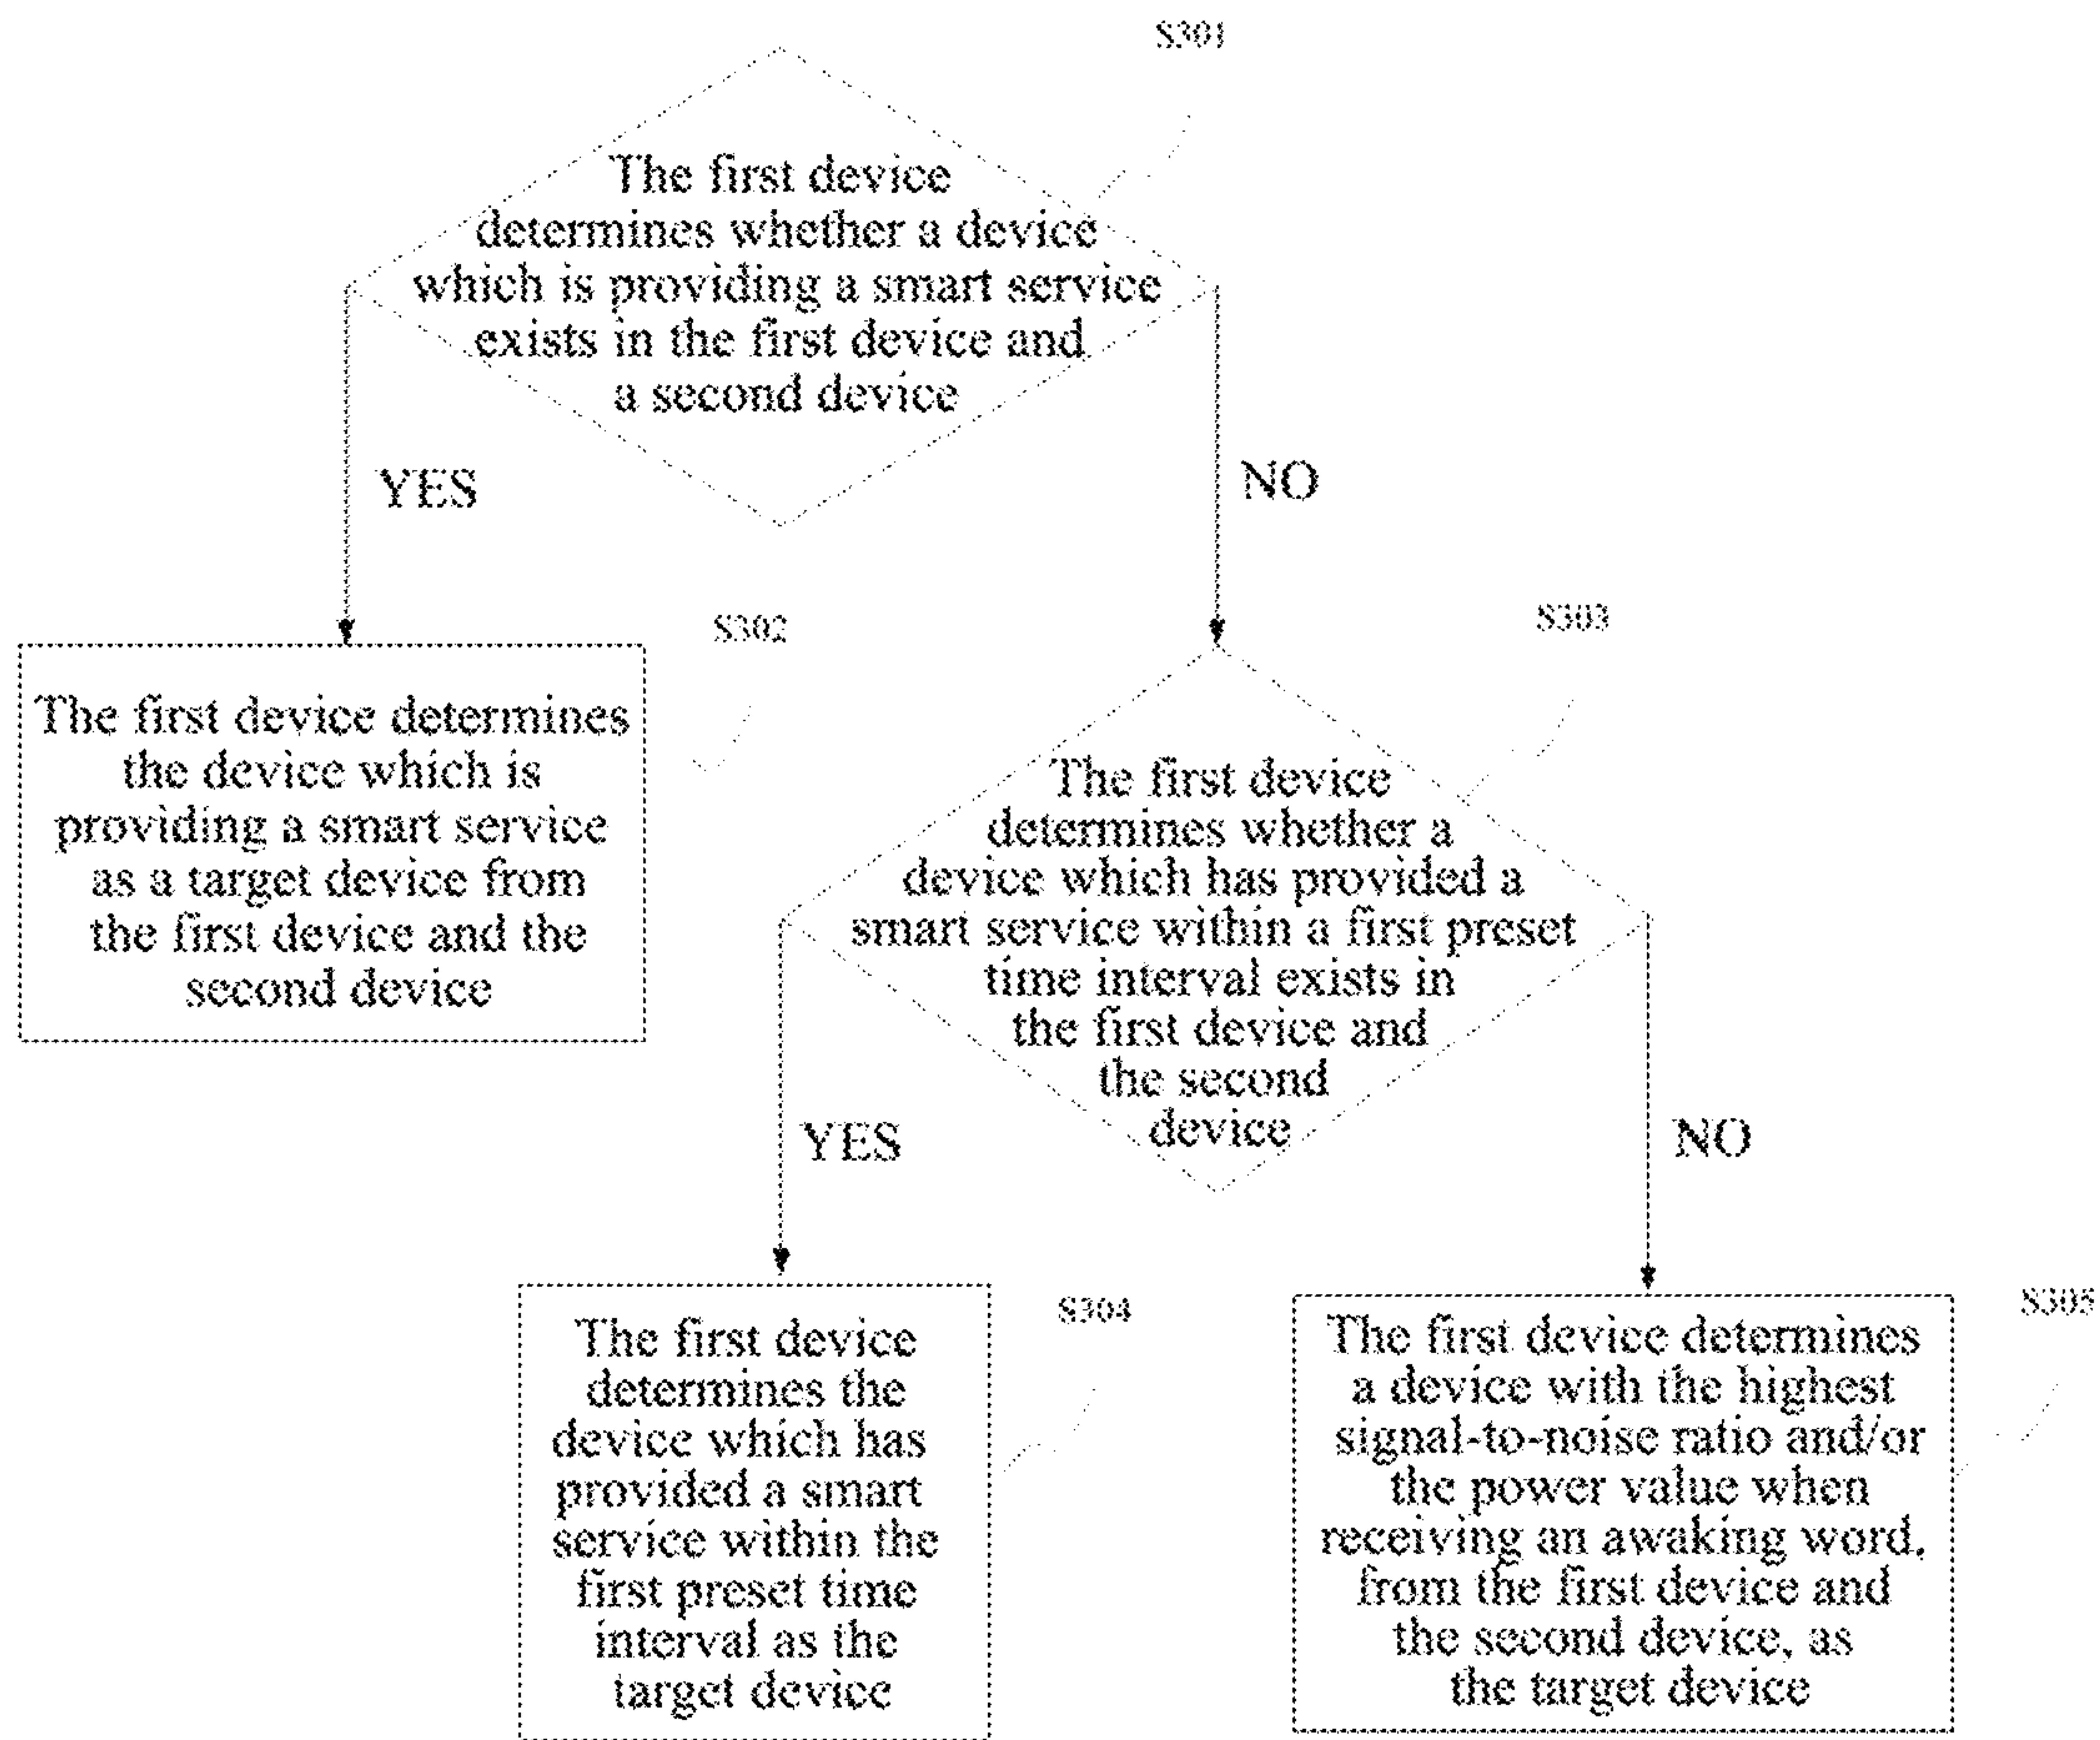 S301
The first device
determines whether a device
which is providing a smart service
exists in the first device and
a second device
YES
NO
S302
The first device determines
the device which is
providing a smart service
as a target device from
the first device and the
second device
S303
The first device
determines whether a
device which has provided a
smart service within a first preset
time interval exists in
the first device and
the second
device
YES
NO
S304
The first device
determines the
device which has
provided a smart
service within the
first preset time
interval as the
target device
S305
The first device determines
a device with the highest
signal-to-noise ratio and/or
the power value when
receiving an awaking word,
from the first device and
the second device, as
the target device